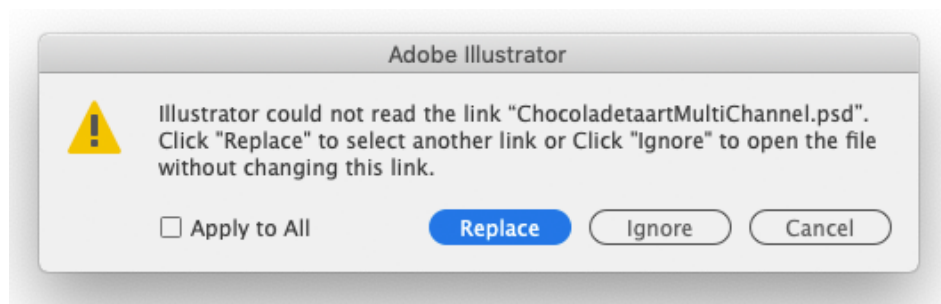 Adobe Illustrator
Illustrator could not read the link “ChocoladetaartMultiChannel.psd”.
Click "Replace" to select another link or Click "Ignore" to open the file
without changing this link.
Apply to All
Replace
Ignore
Cancel